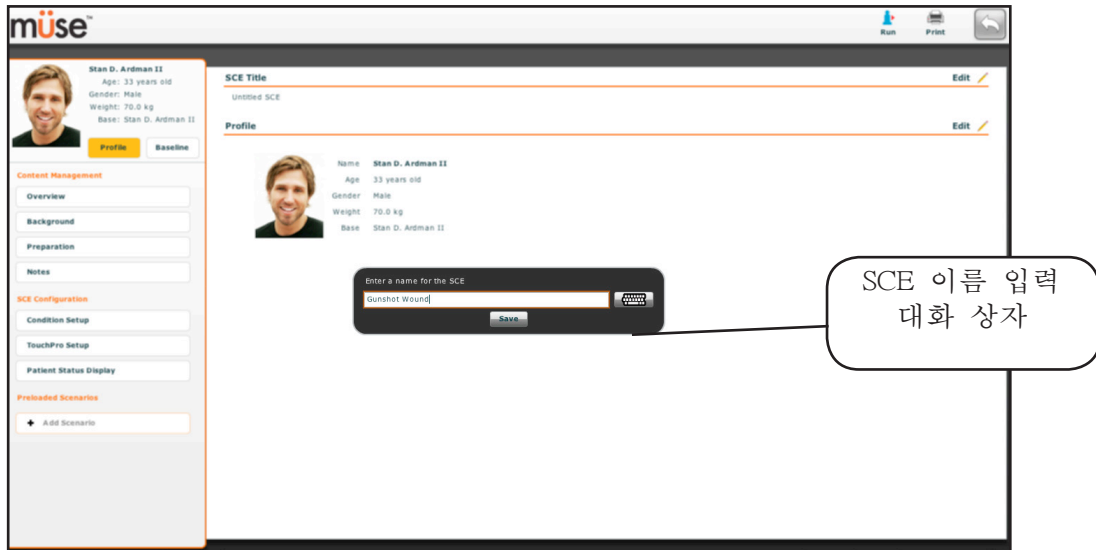 müse™
Run
Print
Stan D. Ardman II
Age: 33 years old
Gender: Male
Weight: 70.0 kg
Base: Stan D. Ardman II
Profile
Baseline
Content Management
Overview
Background
Preparation
Notes
SCE Configuration
Condition Setup
TouchPro Setup
Patient Status Display
Preloaded Scenarios
+ Add Scenario
SCE Title
Edit
Untitled SCE
Profile
Edit
Name Stan D. Ardman II
Age 33 years old
Gender Male
Weight 70.0 kg
Base Stan D. Ardman II
Enter a name for the SCE
Gunshot Wound
Save
SCE 이름 입력
대화 상자